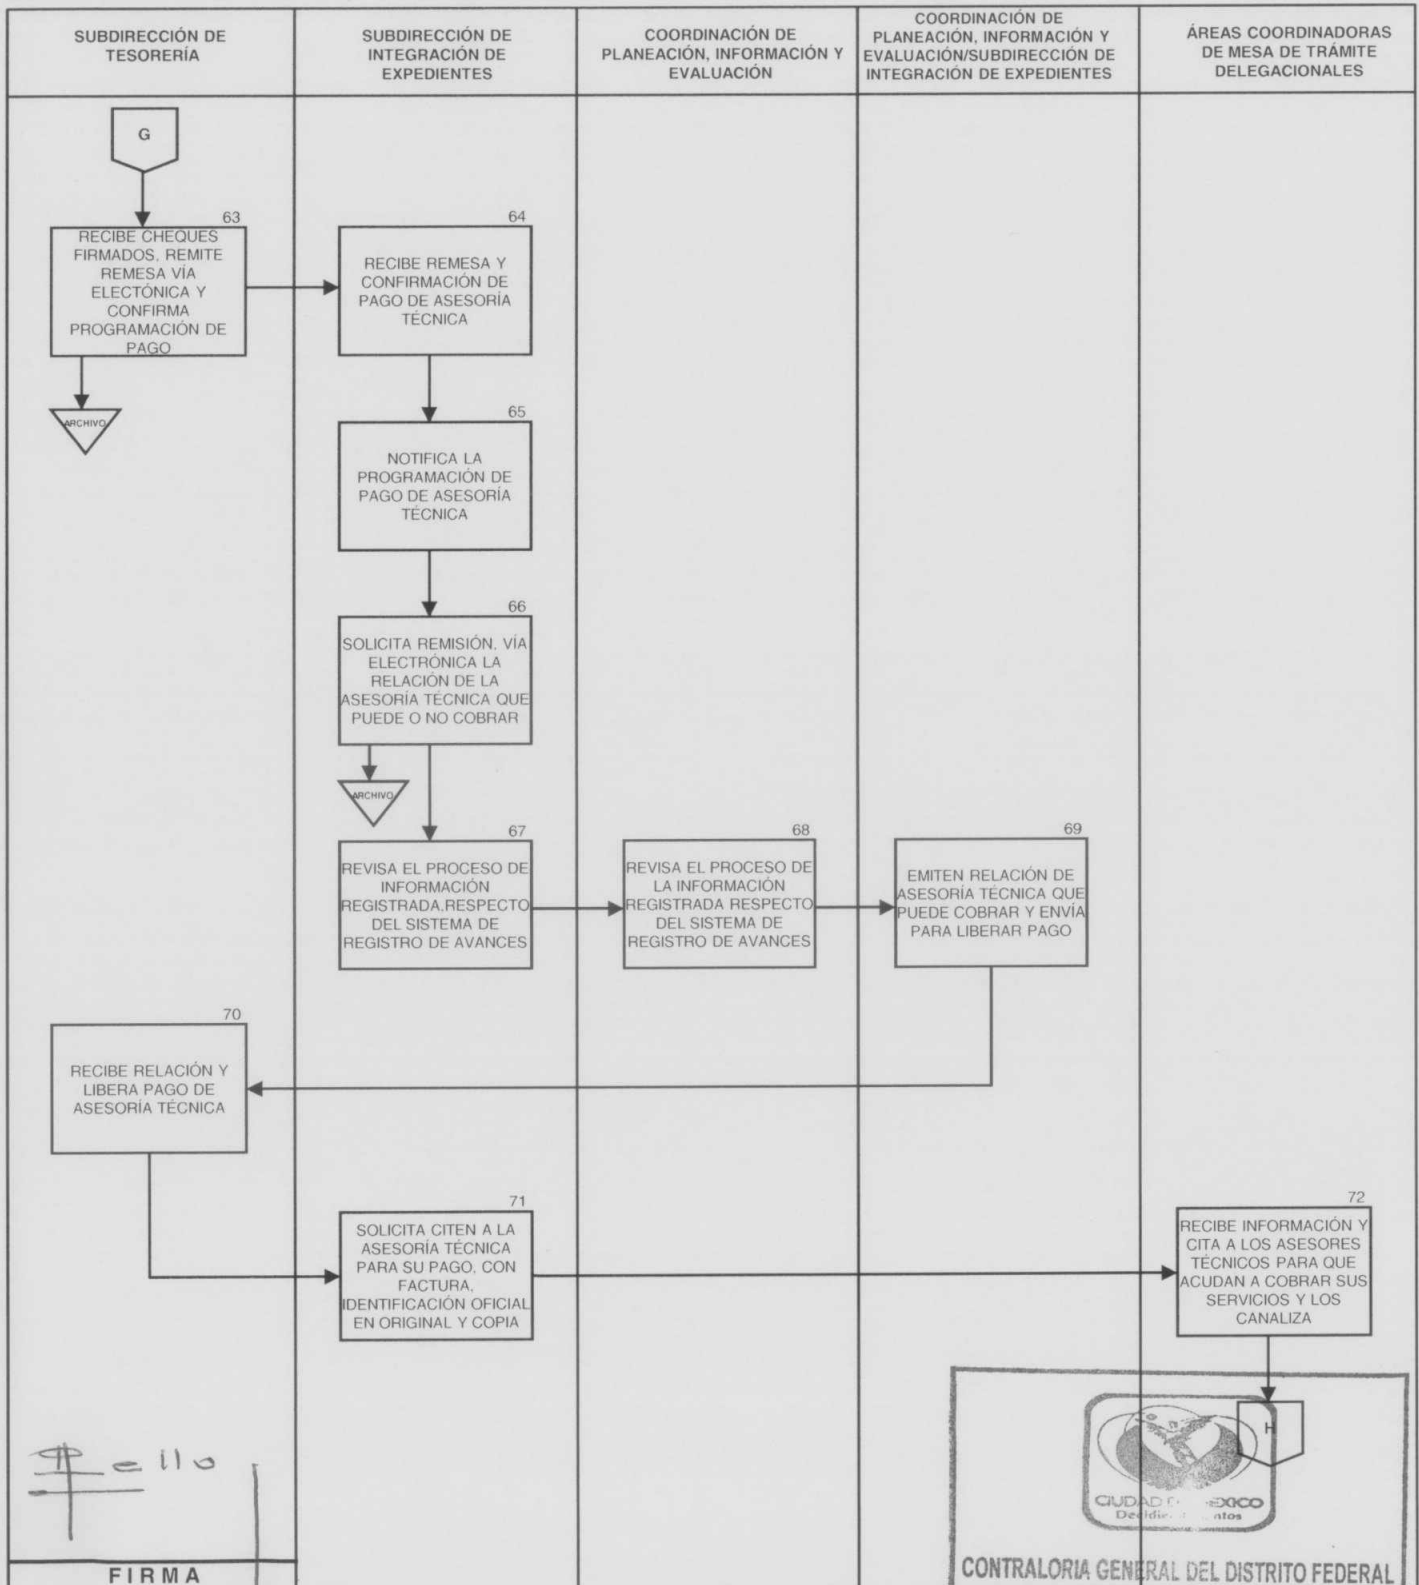 SUBDIRECCIÓN DE
TESORERÍA
SUBDIRECCIÓN DE
INTEGRACIÓN DE
EXPEDIENTES
COORDINACIÓN DE
PLANEACIÓN, INFORMACIÓN Y
EVALUACIÓN
COORDINACIÓN DE
PLANEACIÓN, INFORMACIÓN Y
EVALUACIÓN/SUBDIRECCIÓN DE
INTEGRACIÓN DE EXPEDIENTES
ÁREAS COORDINADORAS
DE MESA DE TRÁMITE
DELEGACIONALES
G
63
RECIBE CHEQUES
FIRMADOS, REMITE
REMESA VÍA
ELECTÓNICA Y
CONFIRMA
PROGRAMACIÓN DE
PAGO
ARCHIVO
64
RECIBE REMESA Y
CONFIRMACIÓN DE
PAGO DE ASESORÍA
TÉCNICA
65
NOTIFICA LA
PROGRAMACIÓN DE
PAGO DE ASESORÍA
TÉCNICA
66
SOLICITA REMISIÓN, VÍA
ELECTRÓNICA LA
RELACIÓN DE LA
ASESORÍA TÉCNICA QUE
PUEDE O NO COBRAR
ARCHIVO
67
REVISA EL PROCESO DE
INFORMACIÓN
REGISTRADA,RESPECTO
DEL SISTEMA DE
REGISTRO DE AVANCES
68
REVISA EL PROCESO DE
LA INFORMACIÓN
REGISTRADA RESPECTO
DEL SISTEMA DE
REGISTRO DE AVANCES
69
EMITEN RELACIÓN DE
ASESORÍA TÉCNICA QUE
PUEDE COBRAR Y ENVÍA
PARA LIBERAR PAGO
70
RECIBE RELACIÓN Y
LIBERA PAGO DE
ASESORÍA TÉCNICA
71
SOLICITA CITEN A LA
ASESORÍA TÉCNICA
PARA SU PAGO, CON
FACTURA,
IDENTIFICACIÓN OFICIAL
EN ORIGINAL Y COPIA
72
RECIBE INFORMACIÓN Y
CITA A LOS ASESORES
TÉCNICOS PARA QUE
ACUDAN A COBRAR SUS
SERVICIOS Y LOS
CANALIZA
H
CIUDAD
CONTRALORIA GENERAL DEL DISTRITO FEDERAL
FIRMA